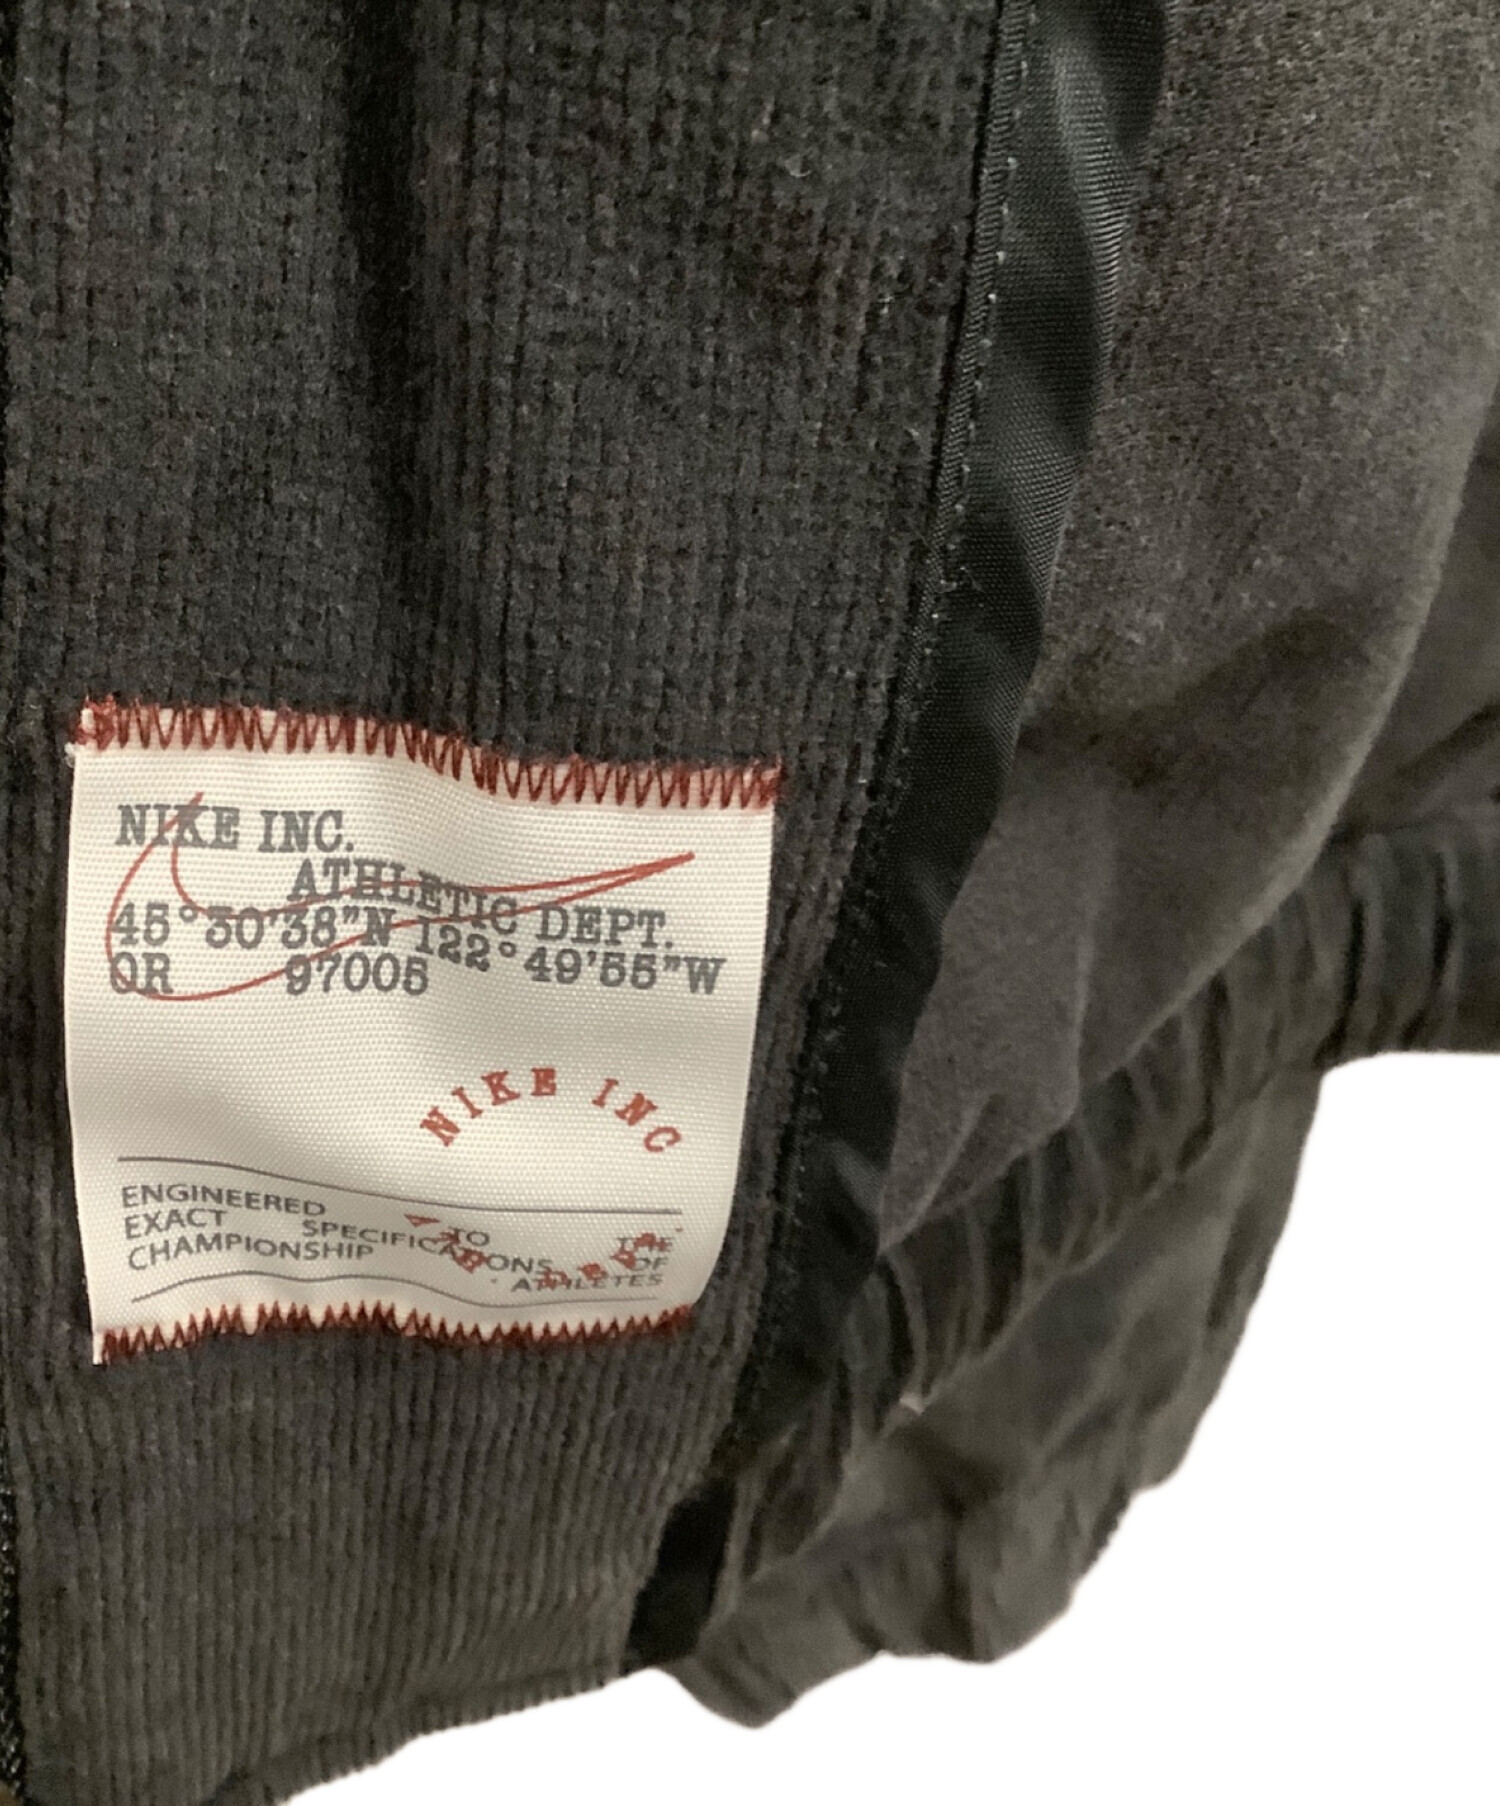 NIKE INC.
ATHLETIC DEPT.
45°30'38"N 122°49'55"W
OR 97005
NIKE INC
ENGINEERED TO THE
EXACT SPECIFICATIONS OF
CHAMPIONSHIP ATHLETES